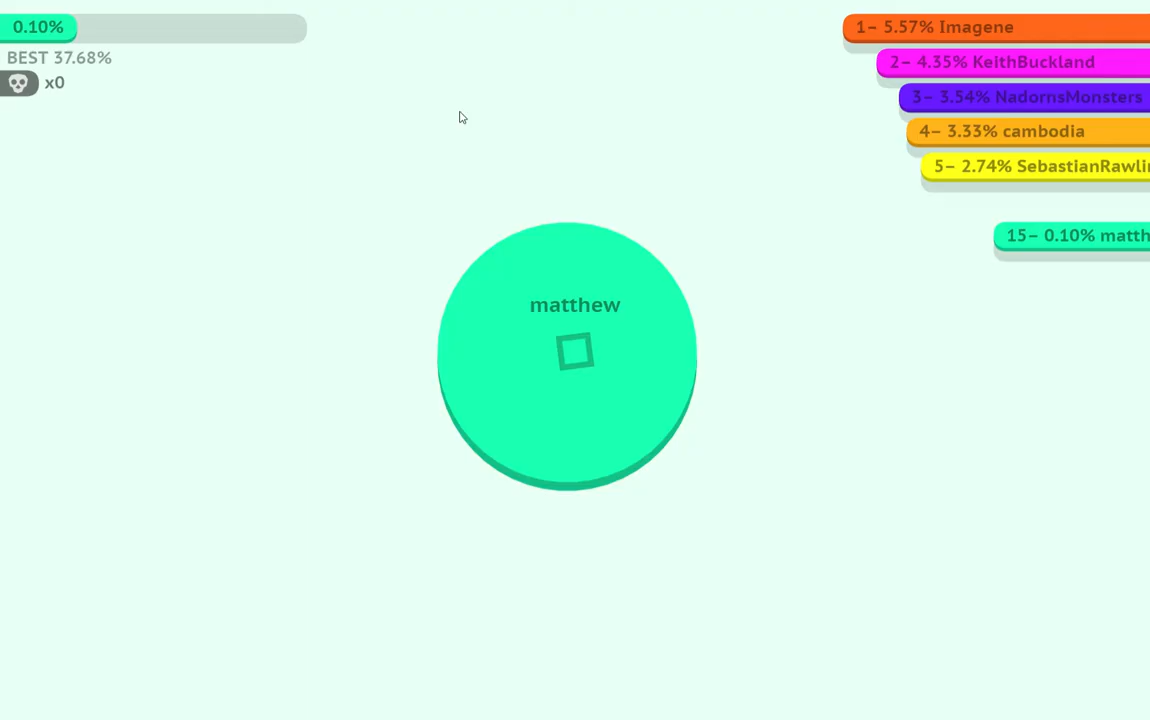 0.10%
BEST 37.68%
x0
1- 5.57% Imagene
2- 4.35% KeithBuckland
3- 3.54% NadornsMonsters
4- 3.33% cambodia
5- 2.74% SebastianRawli
15- 0.10% matth
matthew